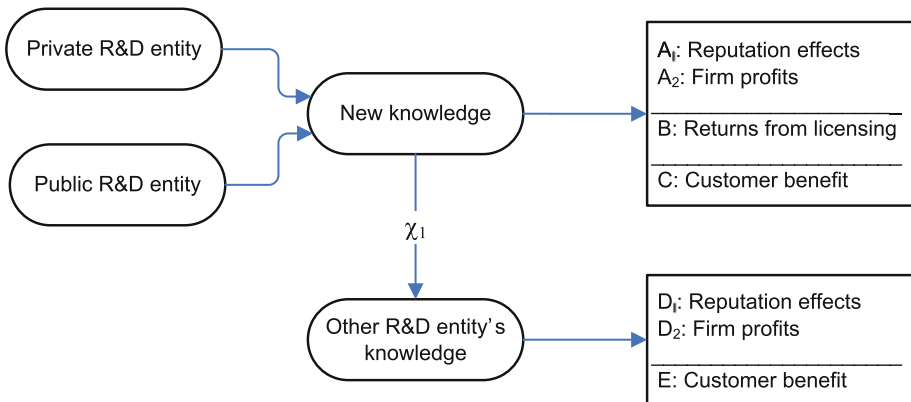 Private R&D entity
Public R&D entity
New knowledge
A₁: Reputation effects
A₂: Firm profits
B: Returns from licensing
C: Customer benefit
χ₁
Other R&D entity's
knowledge
D₁: Reputation effects
D₂: Firm profits
E: Customer benefit